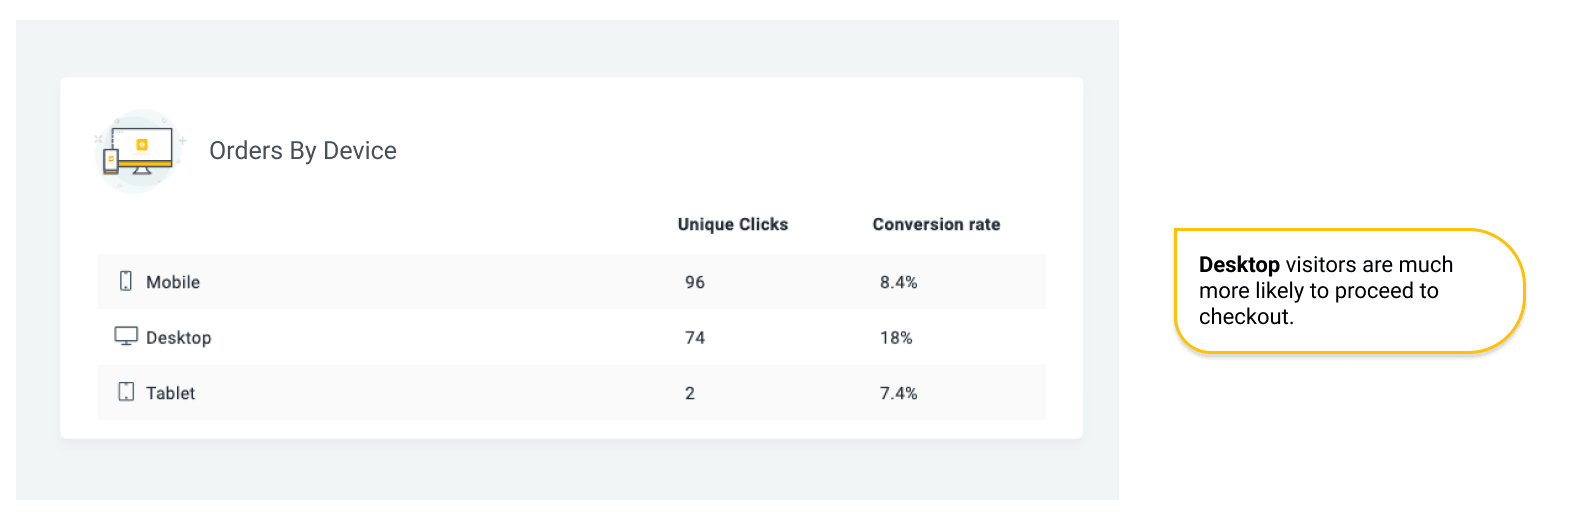 Orders By Device
Unique Clicks Conversion rate
Mobile 96 8.4%
Desktop 74 18%
Tablet 2 7.4%
Desktop visitors are much
more likely to proceed to
checkout.